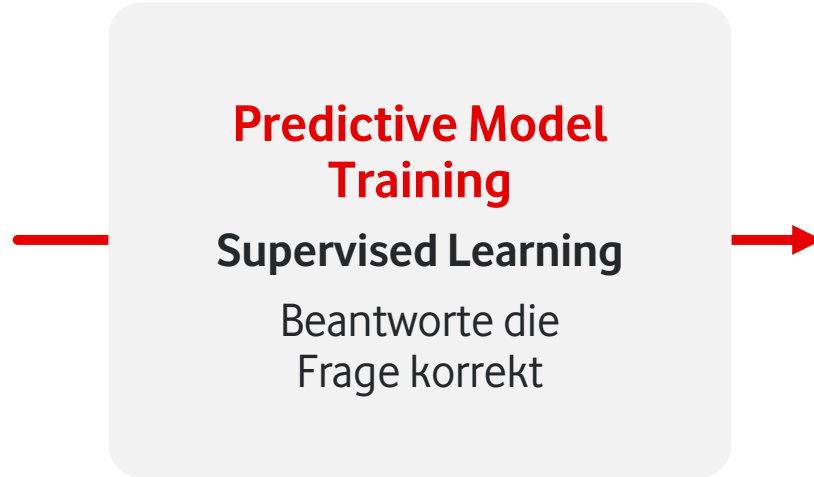 Predictive Model
Training
Supervised Learning
Beantworte die
Frage korrekt